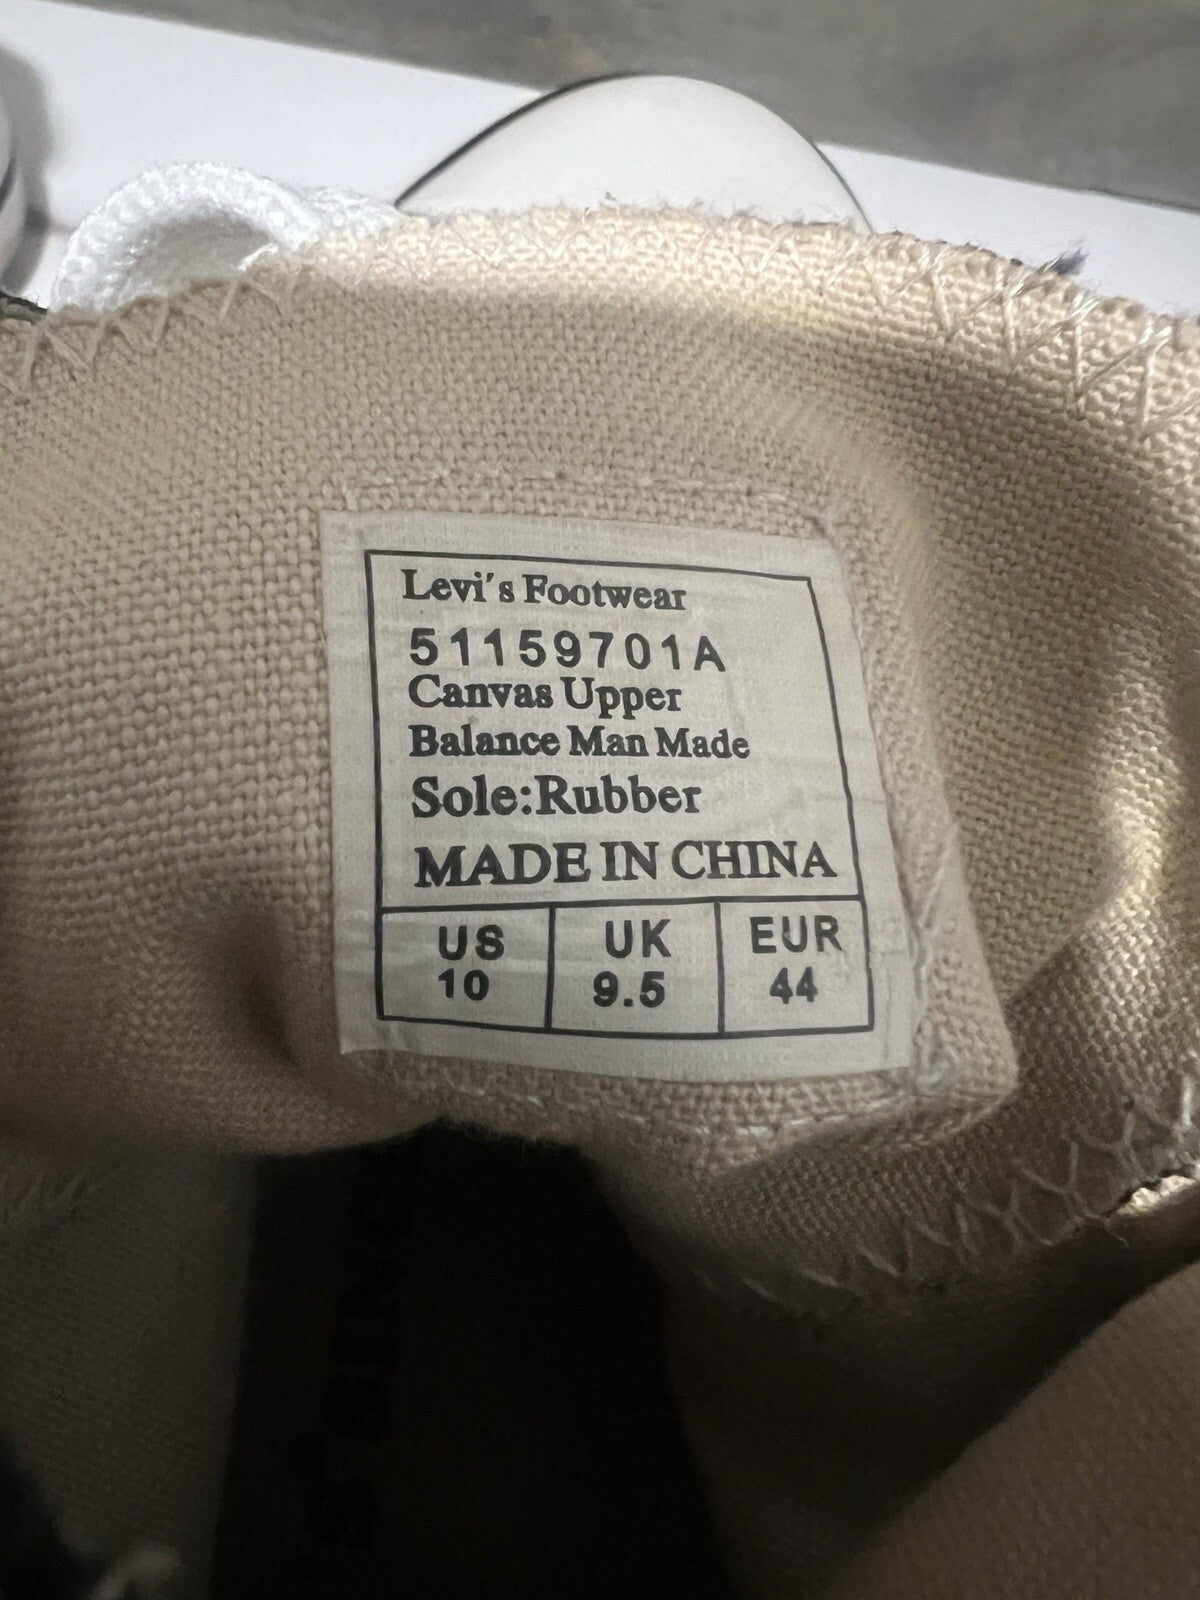 Levi's Footwear
51159701A
Canvas Upper
Balance Man Made
Sole:Rubber
MADE IN CHINA
US UK EUR
10 9.5 44